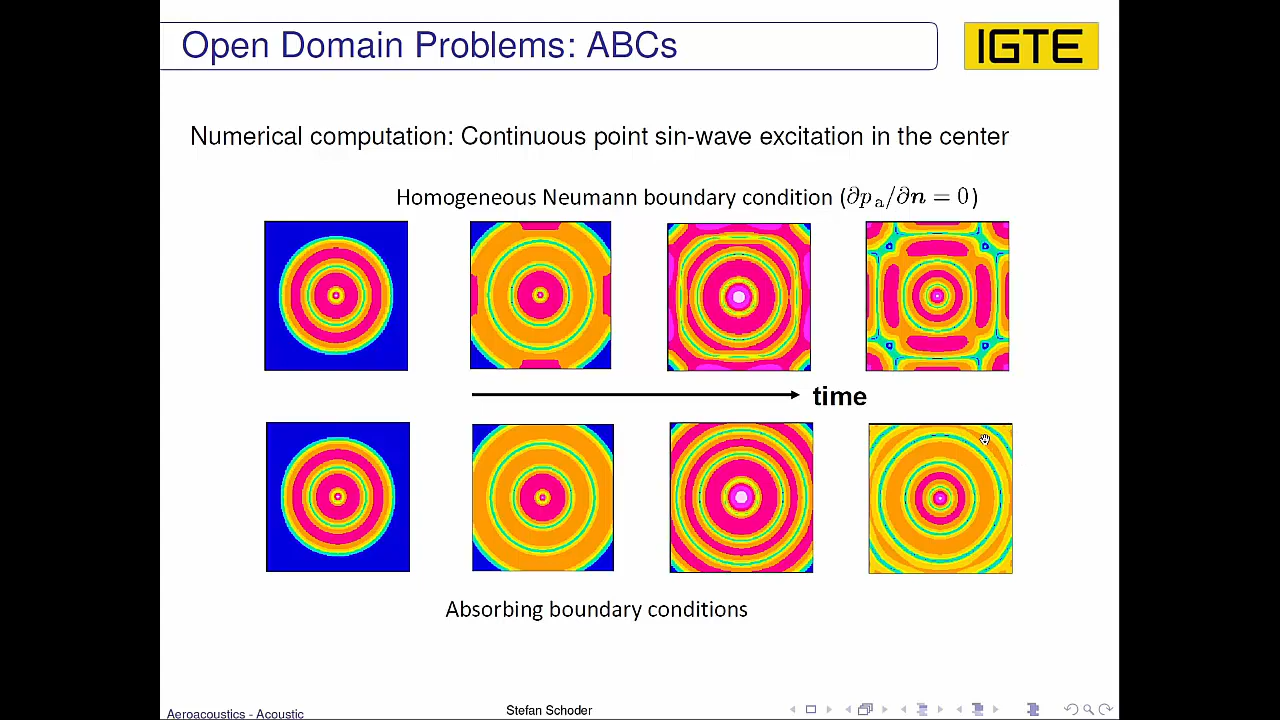 Open Domain Problems: ABCs
IGTE
Numerical computation: Continuous point sin-wave excitation in the center
Homogeneous Neumann boundary condition (∂pₐ/∂n = 0)
time
Absorbing boundary conditions
Aeroacoustics - Acoustic
Stefan Schoder